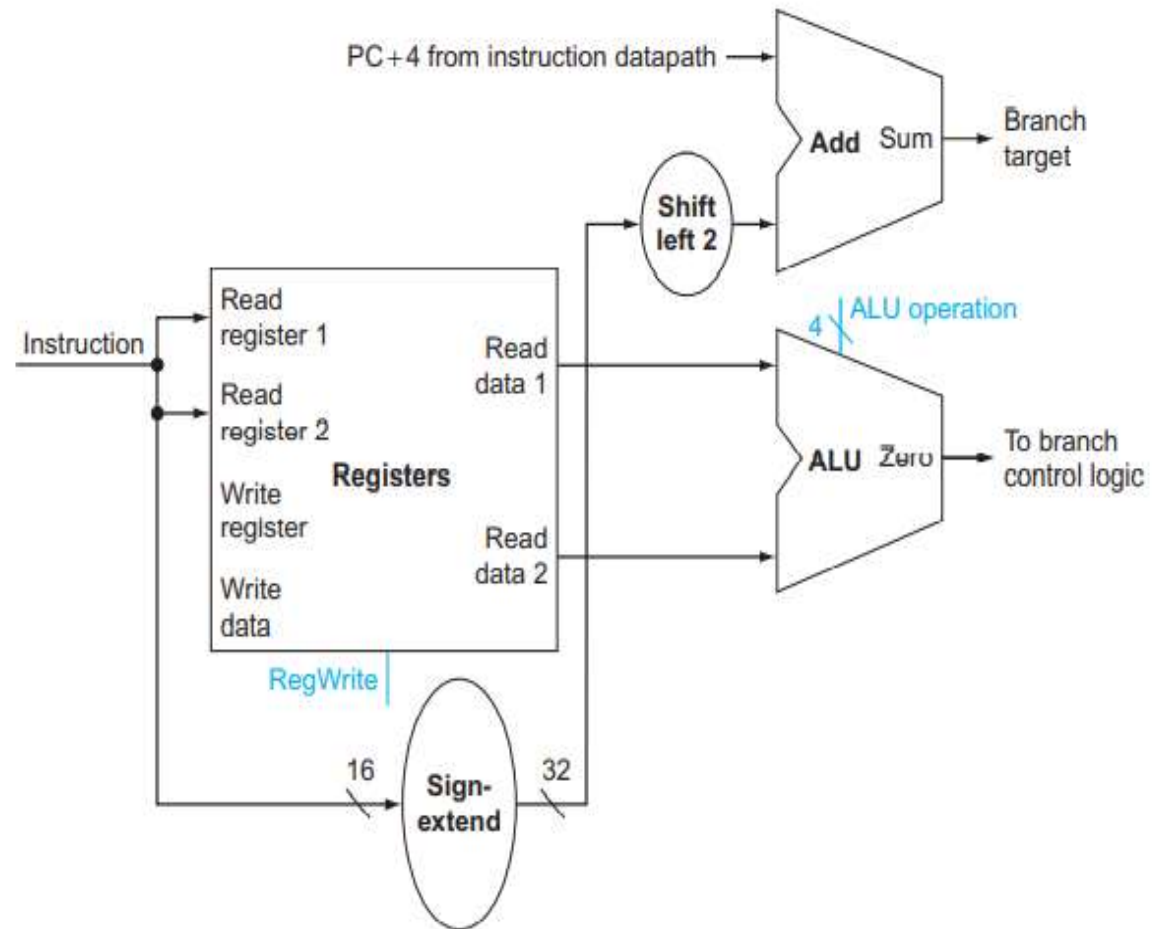 PC+4 from instruction datapath
Add Sum
Branch
target
Shift
left 2
ALU operation
4
Instruction
Read
register 1
Read
data 1
Read
register 2
Registers
ALU Zero
To branch
control logic
Write
register
Read
data 2
Write
data
RegWrite
16
Sign-
extend
32